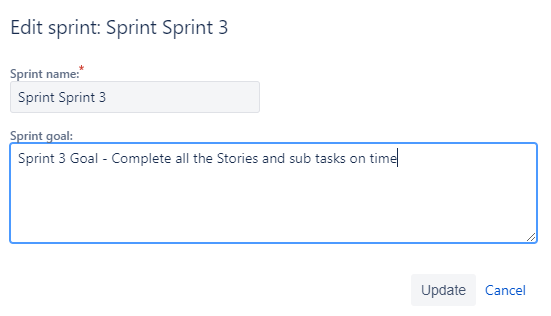 Edit sprint: Sprint Sprint 3
Sprint name:*
Sprint Sprint 3
Sprint goal:
Sprint 3 Goal - Complete all the Stories and sub tasks on time
Update Cancel